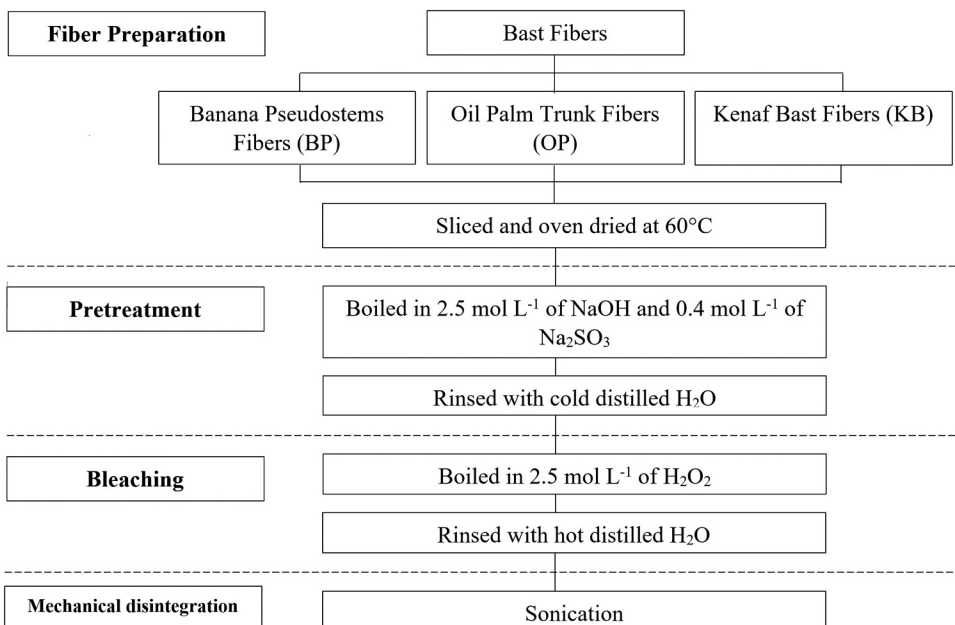 Fiber Preparation
Bast Fibers
Banana Pseudostems
Fibers (BP)
Oil Palm Trunk Fibers
(OP)
Kenaf Bast Fibers (KB)
Sliced and oven dried at 60°C
Pretreatment
Boiled in 2.5 mol L⁻¹ of NaOH and 0.4 mol L⁻¹ of
Na₂SO₃
Rinsed with cold distilled H₂O
Bleaching
Boiled in 2.5 mol L⁻¹ of H₂O₂
Rinsed with hot distilled H₂O
Mechanical disintegration
Sonication